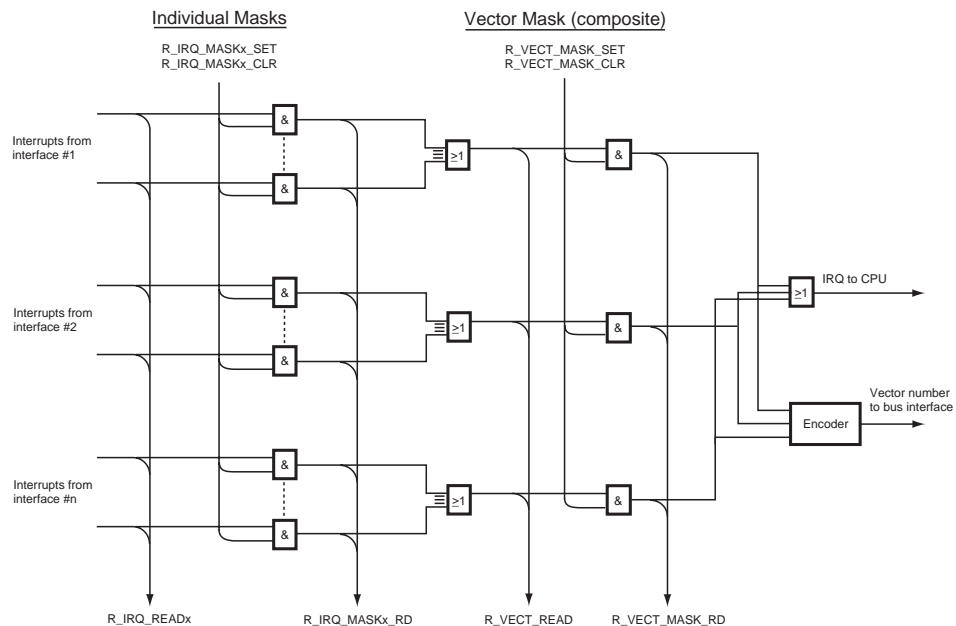 Individual Masks
Vector Mask (composite)
R_IRQ_MASKx_SET
R_IRQ_MASKx_CLR
R_VECT_MASK_SET
R_VECT_MASK_CLR
Interrupts from
interface #1
&
&
≥1
&
Interrupts from
interface #2
&
&
≥1
&
≥1
IRQ to CPU
Encoder
Vector number
to bus interface
Interrupts from
interface #n
&
&
≥1
&
R_IRQ_READx
R_IRQ_MASKx_RD
R_VECT_READ
R_VECT_MASK_RD